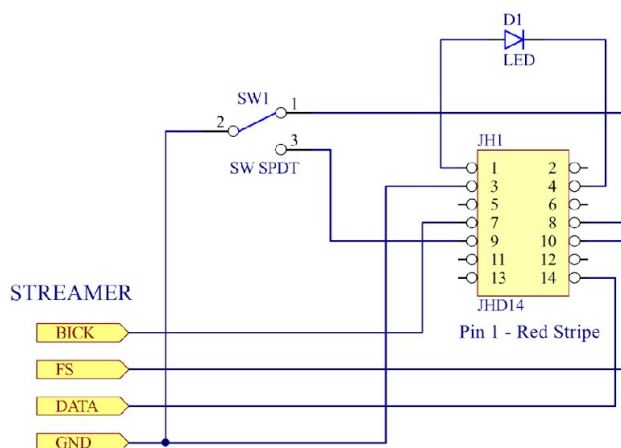 D1
LED
SW1
1
2
3
SW SPDT
JH1
1 2
3 4
5 6
7 8
9 10
11 12
13 14
JHD14
Pin 1 - Red Stripe
STREAMER
BICK
FS
DATA
GND